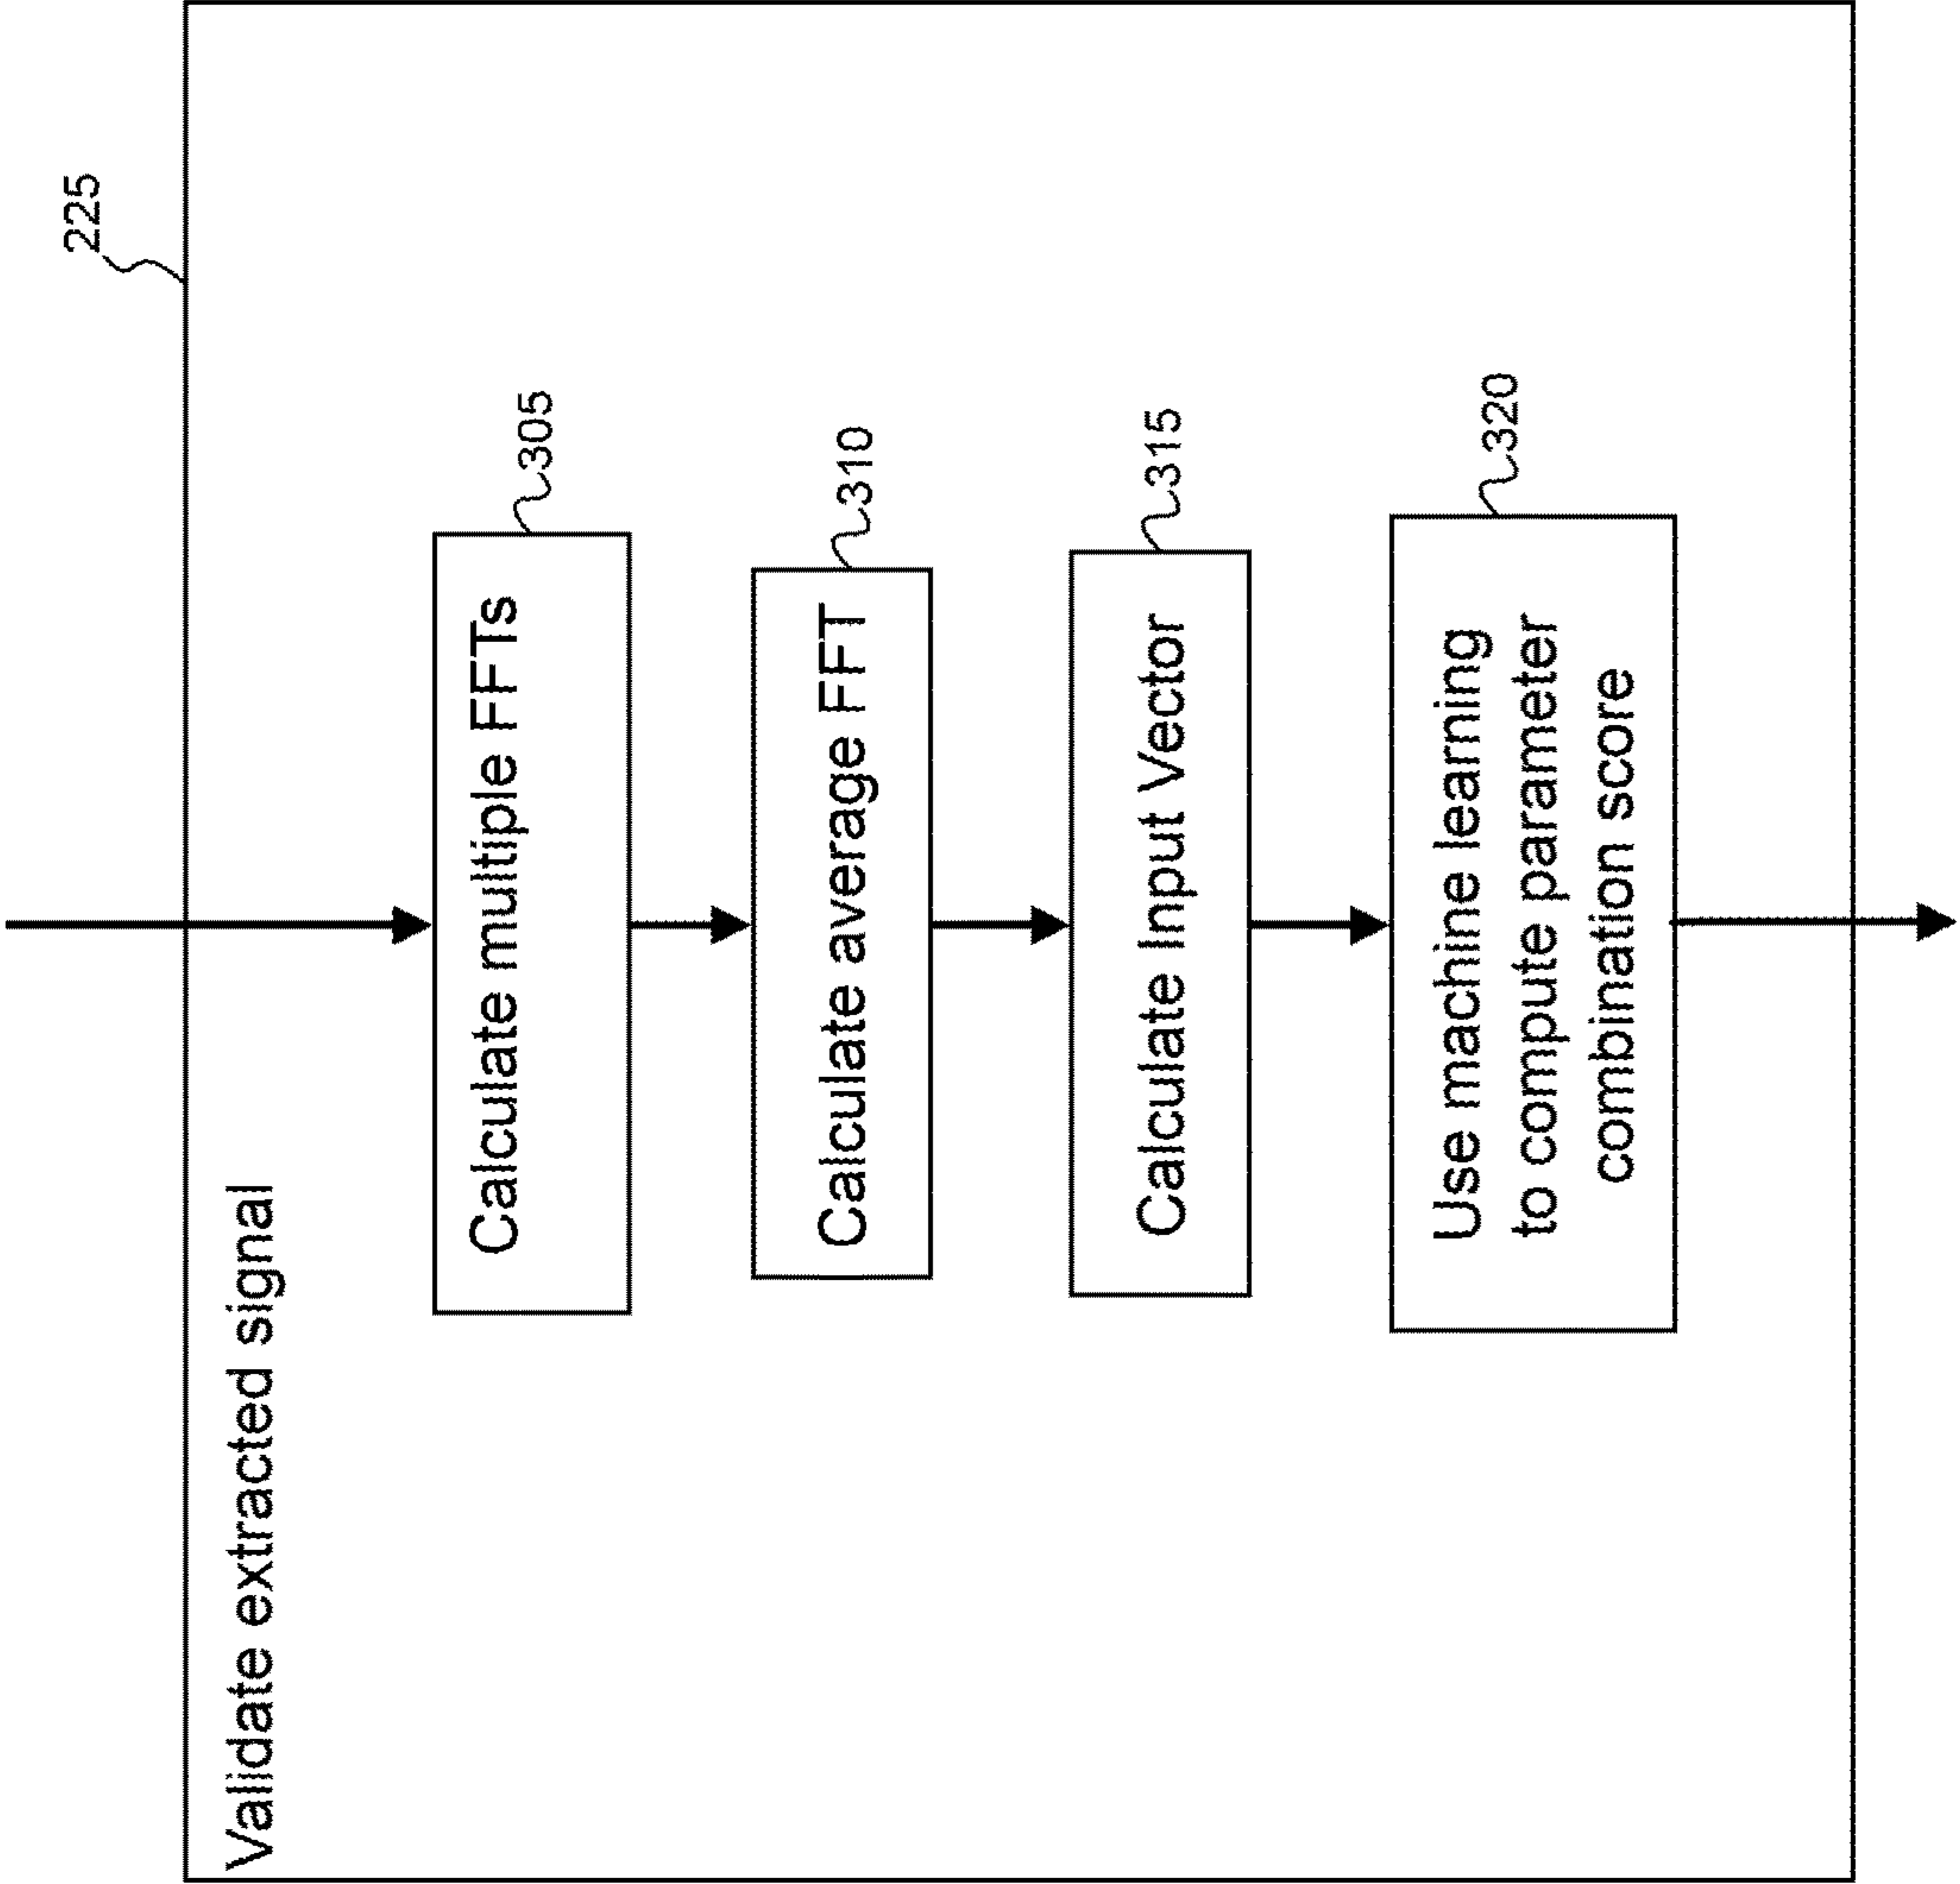 225
Validate extracted signal
Calculate multiple FFTs
305
Calculate average FFT
310
Calculate Input Vector
315
Use machine learning
to compute parameter
combination score
320